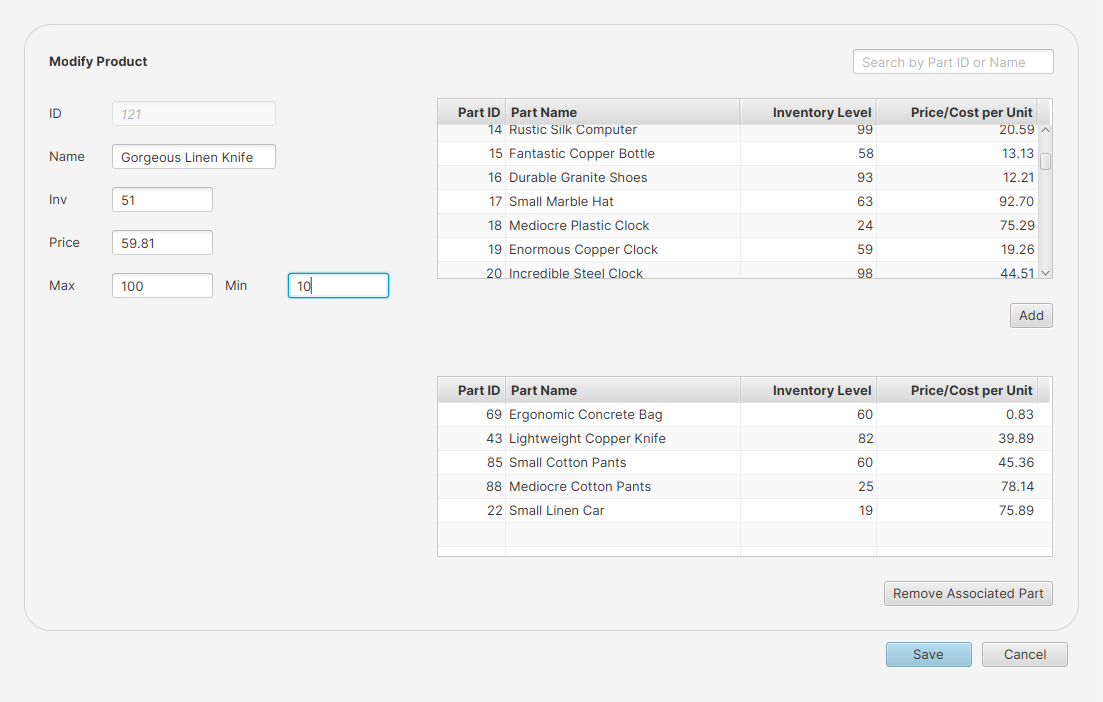 Modify Product
Search by Part ID or Name
ID 121
Name Gorgeous Linen Knife
Inv 51
Price 59.81
Max 100 Min 10
Part ID Part Name Inventory Level Price/Cost per Unit
14 Rustic Silk Computer 99 20.59
15 Fantastic Copper Bottle 58 13.13
16 Durable Granite Shoes 93 12.21
17 Small Marble Hat 63 92.70
18 Mediocre Plastic Clock 24 75.29
19 Enormous Copper Clock 59 19.26
20 Incredible Steel Clock 98 44.51
Add
Part ID Part Name Inventory Level Price/Cost per Unit
69 Ergonomic Concrete Bag 60 0.83
43 Lightweight Copper Knife 82 39.89
85 Small Cotton Pants 60 45.36
88 Mediocre Cotton Pants 25 78.14
22 Small Linen Car 19 75.89
Remove Associated Part
Save Cancel